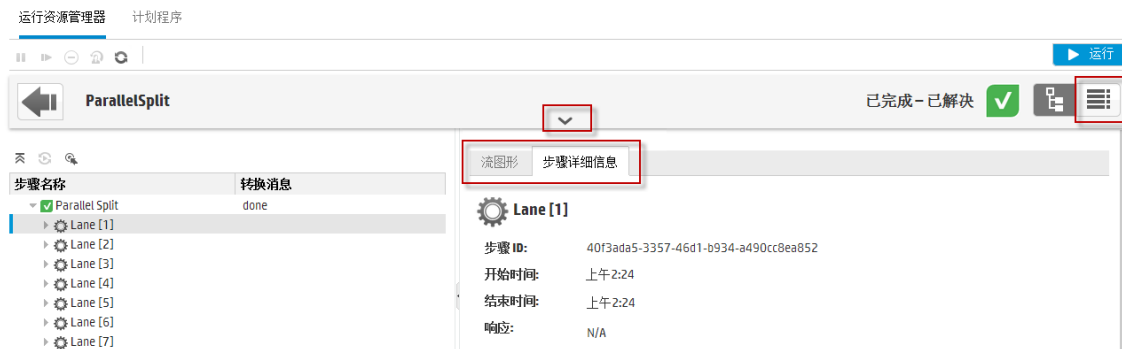 运行资源管理器 计划程序
运行
ParallelSplit 已完成 – 已解决
流图形 步骤详细信息
步骤名称 转换消息
Parallel Split done
Lane [1]
Lane [2]
Lane [3]
Lane [4]
Lane [5]
Lane [6]
Lane [7]
Lane [1]
步骤 ID: 40f3ada5-3357-46d1-b934-a490cc8ea852
开始时间: 上午2:24
结束时间: 上午2:24
响应: N/A